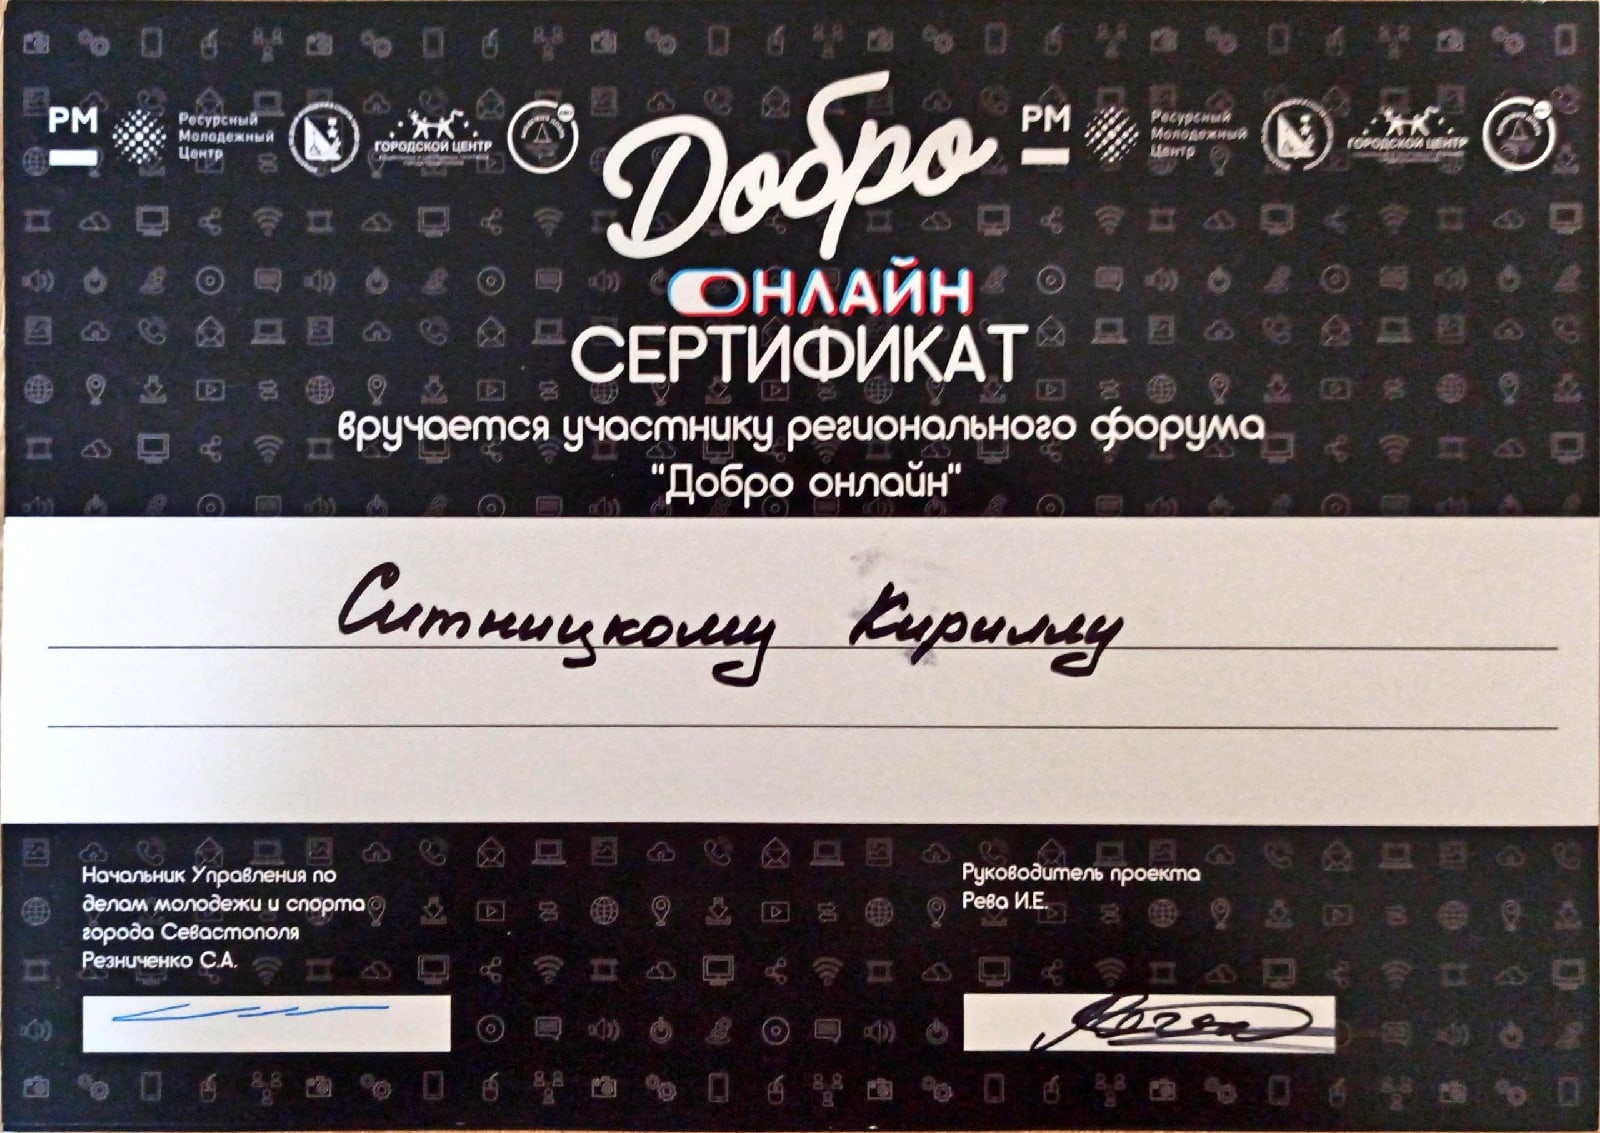 РМ
Ресурсный
Молодежный
Центр
ГОРОДСКОЙ ЦЕНТР
Добро
ОНЛАЙН
РМ
Ресурсный
Молодежный
Центр
ГОРОДСКОЙ ЦЕНТР
СЕРТИФИКАТ
вручается участнику регионального форума
"Добро онлайн"
Ситницкому Кириллу
Начальник Управления по
делам молодежи и спорта
города Севастополя
Резниченко С.А.
Руководитель проекта
Рева И.Е.